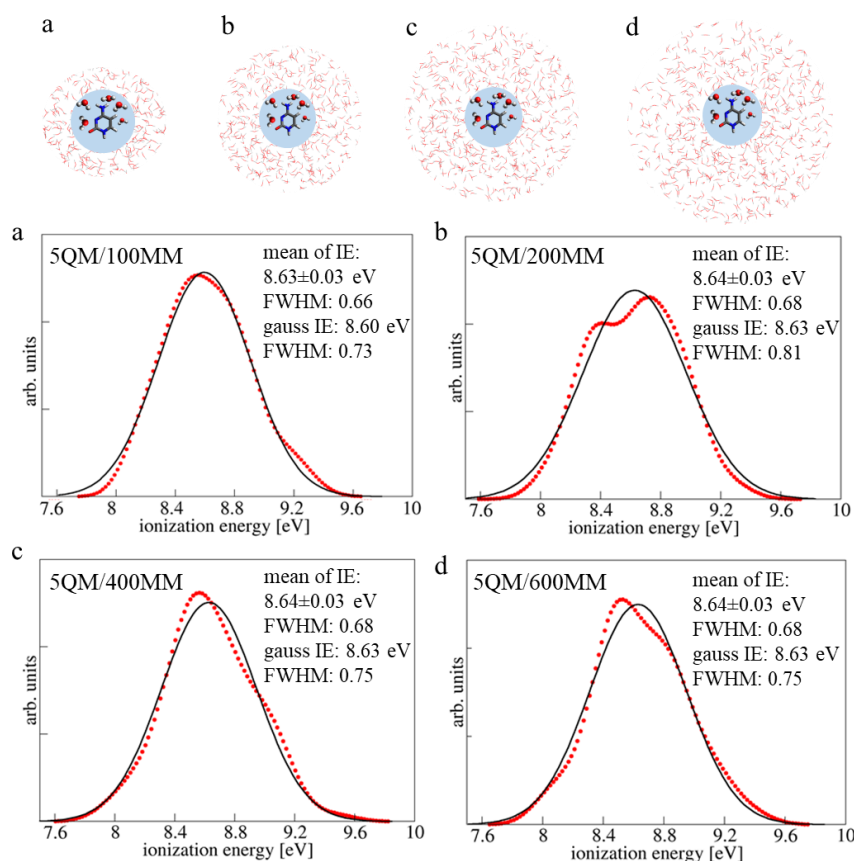 a
b
c
d
a
5QM/100MM
mean of IE:
8.63±0.03 eV
FWHM: 0.66
gauss IE: 8.60 eV
FWHM: 0.73
arb. units
7.6 8 8.4 8.8 9.2 9.6 10
ionization energy [eV]
b
5QM/200MM
mean of IE:
8.64±0.03 eV
FWHM: 0.68
gauss IE: 8.63 eV
FWHM: 0.81
arb. units
7.6 8 8.4 8.8 9.2 9.6 10
ionization energy [eV]
c
5QM/400MM
mean of IE:
8.64±0.03 eV
FWHM: 0.68
gauss IE: 8.63 eV
FWHM: 0.75
arb. units
7.6 8 8.4 8.8 9.2 9.6 10
ionization energy [eV]
d
5QM/600MM
mean of IE:
8.64±0.03 eV
FWHM: 0.68
gauss IE: 8.63 eV
FWHM: 0.75
arb. units
7.6 8 8.4 8.8 9.2 9.6 10
ionization energy [eV]